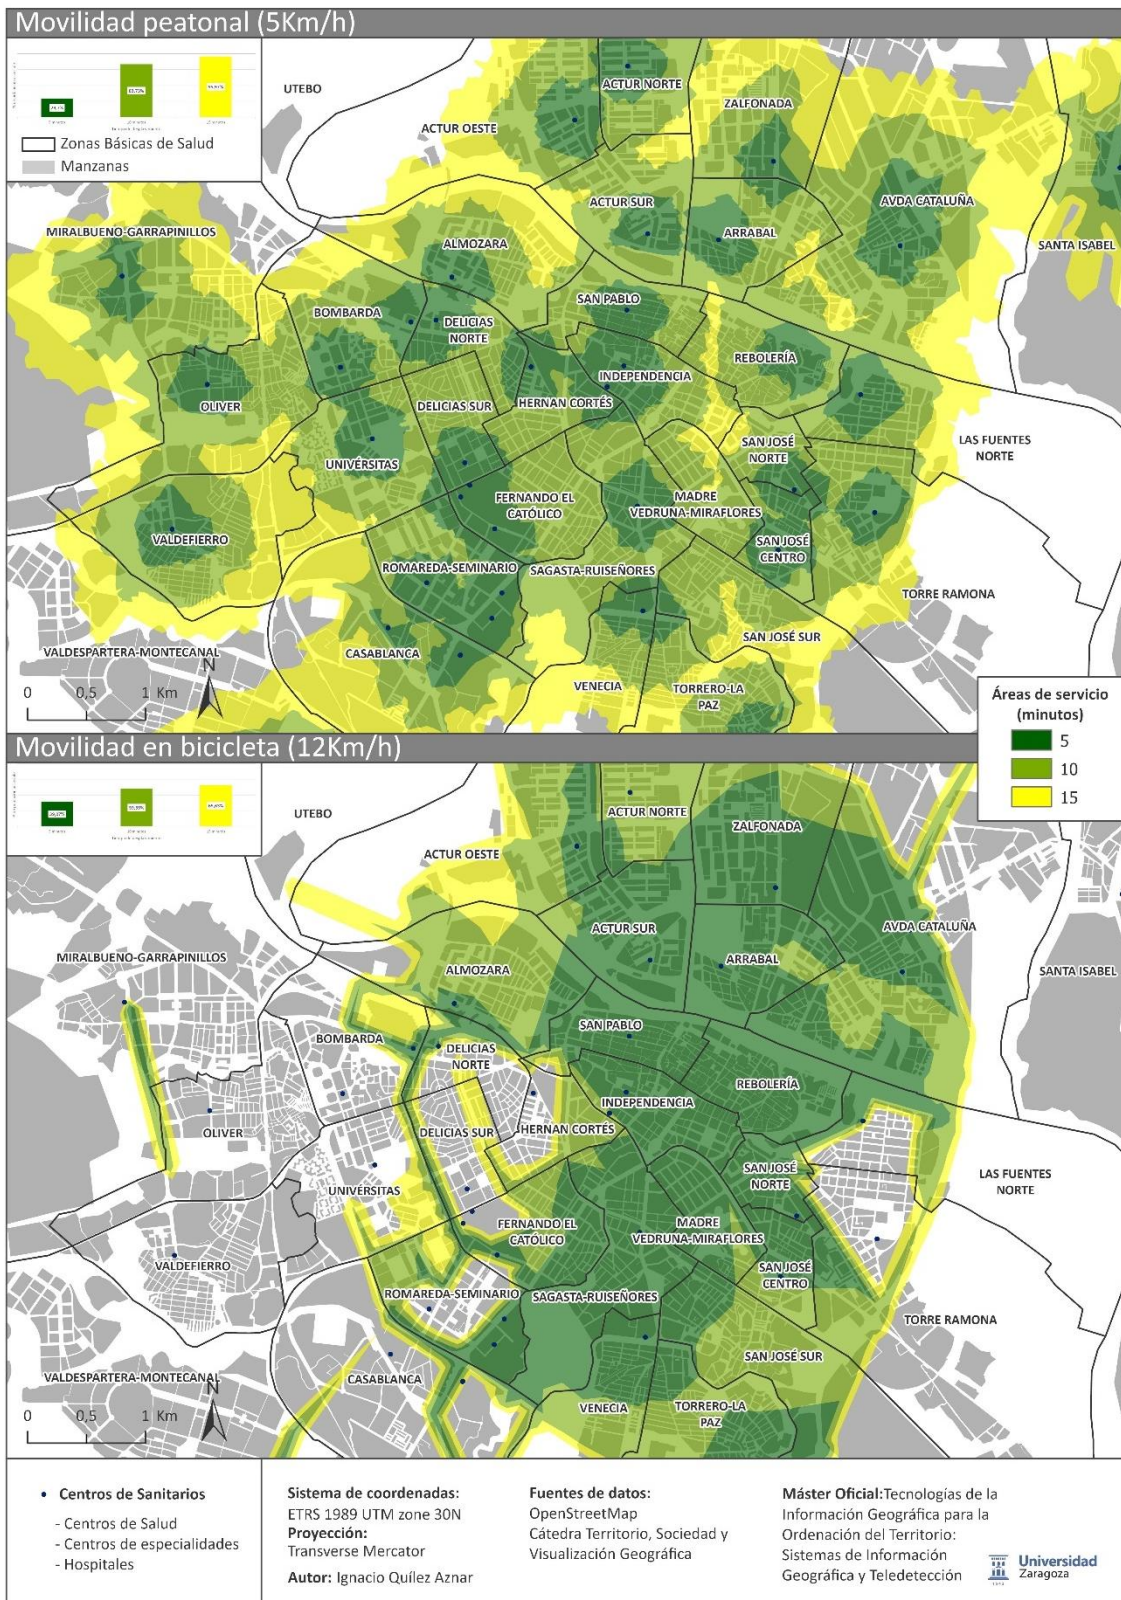 Movilidad peatonal (5Km/h)
Zonas Básicas de Salud
Manzanas
UTEBO
ACTUR NORTE
ZALFONADA
ACTUR OESTE
ACTUR SUR
AVDA CATALUÑA
MIRALBUENO-GARRAPINILLOS
ALMOZARA
ARRABAL
SANTA ISABEL
SAN PABLO
BOMBARDA
DELICIAS
NORTE
REBOLERÍA
INDEPENDENCIA
OLIVER
DELICIAS SUR
HERNAN CORTÉS
SAN JOSÉ
NORTE
LAS FUENTES
NORTE
UNIVÉRSITAS
FERNANDO EL
CATÓLICO
MADRE
VEDRUNA-MIRAFLORES
VALDEFIERRO
SAN JOSÉ
CENTRO
ROMAREDA-SEMINARIO
SAGASTA-RUISEÑORES
TORRE RAMONA
SAN JOSÉ SUR
VALDESPARTERA-MONTECANAL
CASABLANCA
VENECIA
TORRERO-LA
PAZ
N
0 0,5 1 Km
Áreas de servicio
(minutos)
5
10
15
Movilidad en bicicleta (12Km/h)
UTEBO
ACTUR NORTE
ZALFONADA
ACTUR OESTE
ACTUR SUR
AVDA CATALUÑA
MIRALBUENO-GARRAPINILLOS
ALMOZARA
ARRABAL
SANTA ISABEL
SAN PABLO
BOMBARDA
DELICIAS
NORTE
REBOLERÍA
INDEPENDENCIA
OLIVER
DELICIAS SUR
HERNAN CORTÉS
SAN JOSÉ
NORTE
LAS FUENTES
NORTE
UNIVÉRSITAS
FERNANDO EL
CATÓLICO
MADRE
VEDRUNA-MIRAFLORES
VALDEFIERRO
SAN JOSÉ
CENTRO
ROMAREDA-SEMINARIO
SAGASTA-RUISEÑORES
TORRE RAMONA
SAN JOSÉ SUR
VALDESPARTERA-MONTECANAL
CASABLANCA
VENECIA
TORRERO-LA
PAZ
N
0 0,5 1 Km
Centros de Sanitarios
- Centros de Salud
- Centros de especialidades
- Hospitales
Sistema de coordenadas:
ETRS 1989 UTM zone 30N
Proyección:
Transverse Mercator
Autor: Ignacio Quílez Aznar
Fuentes de datos:
OpenStreetMap
Cátedra Territorio, Sociedad y
Visualización Geográfica
Máster Oficial:Tecnologías de la
Información Geográfica para la
Ordenación del Territorio:
Sistemas de Información
Geográfica y Teledetección
Universidad
Zaragoza